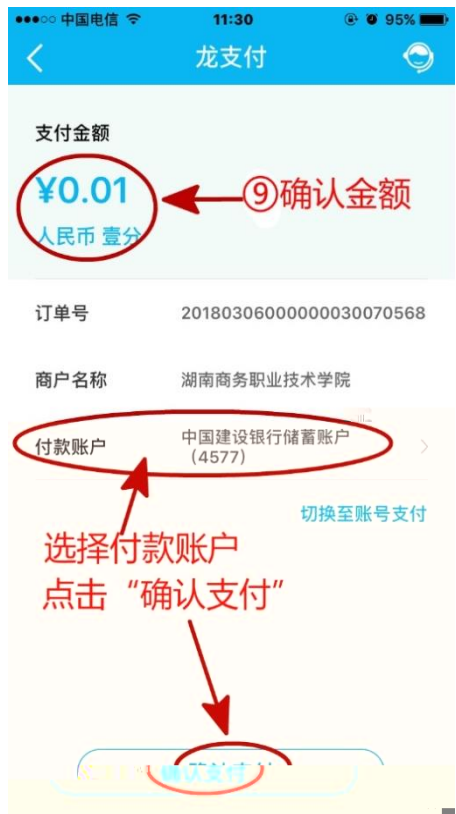 中国电信 11:30 95%
龙支付
支付金额
¥0.01
⑨确认金额
人民币 壹分
订单号 20180306000000030070568
商户名称 湖南商务职业技术学院
付款账户 中国建设银行储蓄账户
(4577)
切换至账号支付
选择付款账户
点击“确认支付”
确认支付